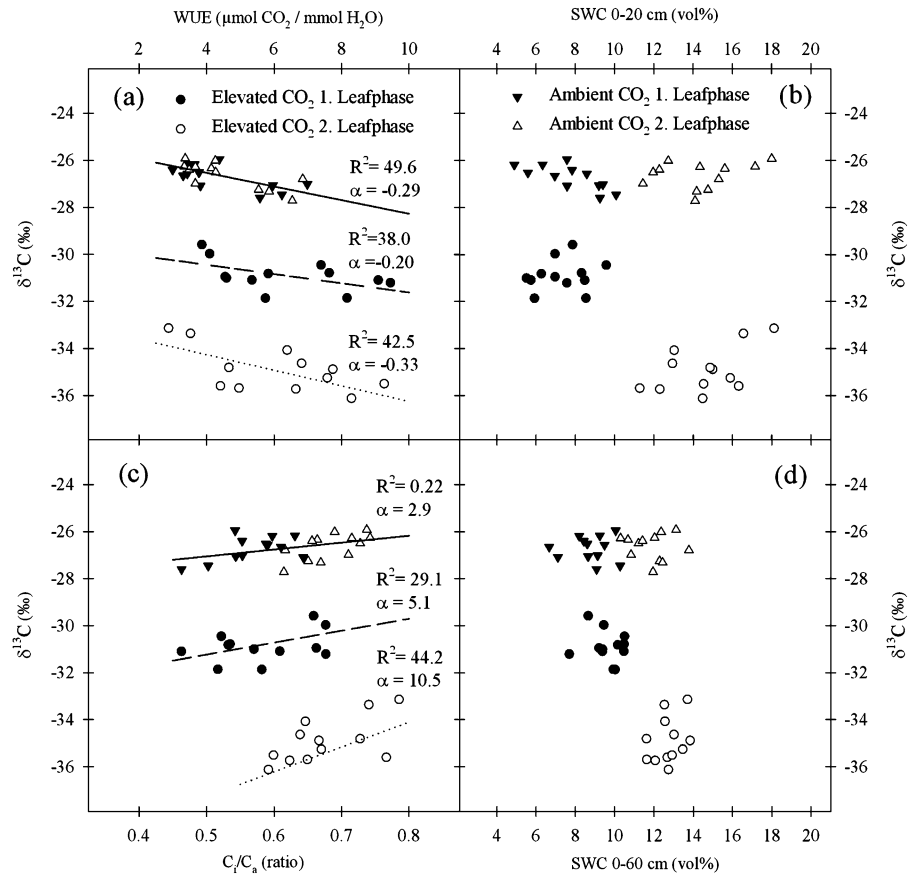 WUE (μmol CO₂ / mmol H₂O)
SWC 0-20 cm (vol%)
2 4 6 8 10
4 6 8 10 12 14 16 18 20
(a)
● Elevated CO₂ 1. Leafphase
○ Elevated CO₂ 2. Leafphase
▼ Ambient CO₂ 1. Leafphase
△ Ambient CO₂ 2. Leafphase
(b)
R²= 49.6
α = -0.29
R²=38.0
α =-0.20
R²= 42.5
α =-0.33
δ¹³C (‰)
-24
-26
-28
-30
-32
-34
-36
-24
-26
-28
-30
-32
-34
-36
δ¹³C (‰)
(c)
(d)
R²= 0.22
α = 2.9
R²= 29.1
α = 5.1
R²= 44.2
α = 10.5
δ¹³C (‰)
-24
-26
-28
-30
-32
-34
-36
-24
-26
-28
-30
-32
-34
-36
δ¹³C (‰)
0.4 0.5 0.6 0.7 0.8
4 6 8 10 12 14 16 18 20
Cᵢ/Cₐ (ratio)
SWC 0-60 cm (vol%)